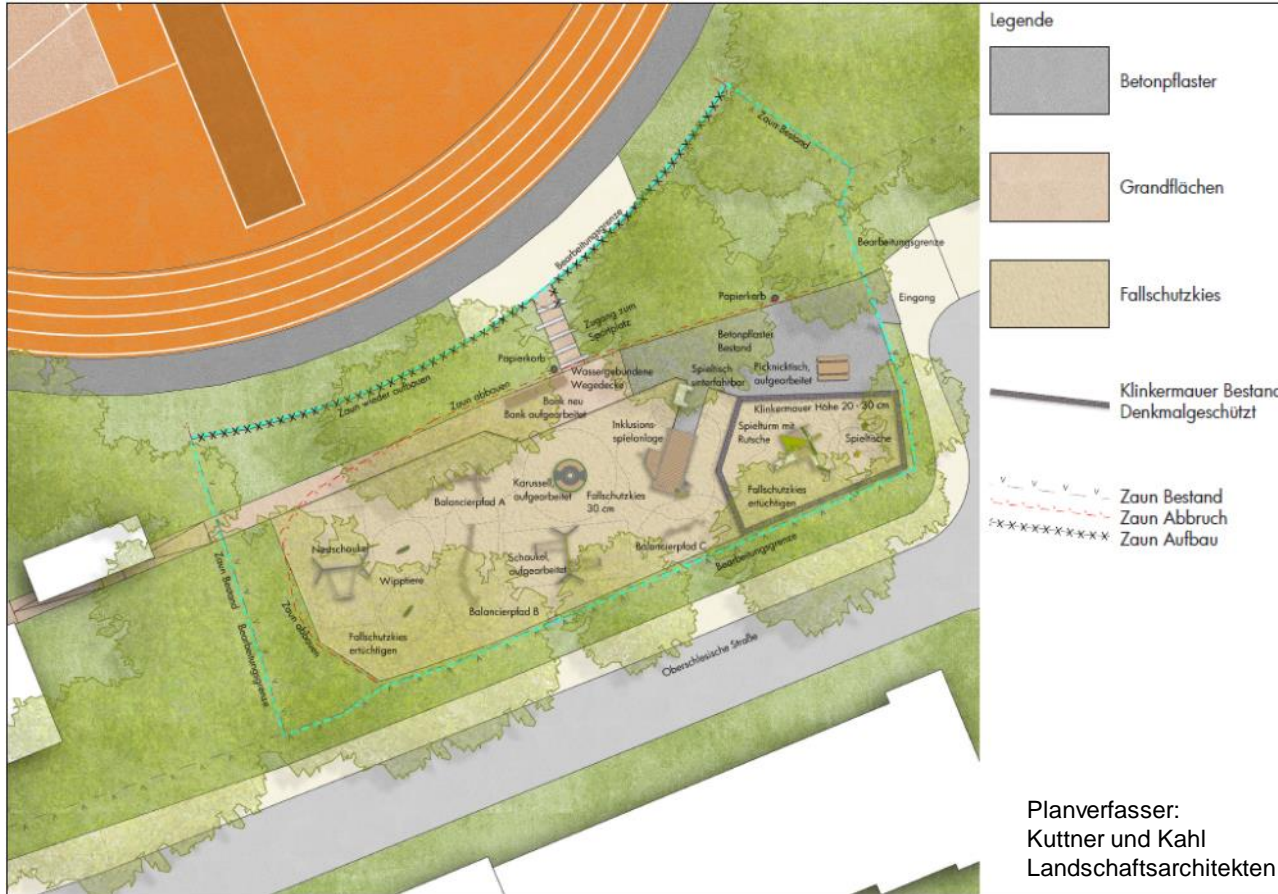 Legende
Betonpflaster
Grandflächen
Fallschutzkies
Klinkermauer Bestand
Denkmalgeschützt
Zaun Bestand
Zaun Abbruch
Zaun Aufbau
Zaun Bestand
Bearbeitungsgrenze
Bearbeitungsgrenze
Eingang
Papierkorb
Zugang zum
Sportplatz
Betonpflaster
Bestand
Papierkorb
Wassergebundene
Wegedecke
Spieltisch
unterfahrbar
Picknicktisch,
aufgearbeitet
Zaun wieder aufbauen
Zaun abbauen
Bank neu
Bank aufgearbeitet
Klinkermauer Höhe 20 - 30 cm
Inklusions-
spielanlage
Spielturm mit
Rutsche
Spieltische
Karussell,
aufgearbeitet
Fallschutzkies
30 cm
Fallschutzkies
ertüchtigen
Balancierpfad A
Nestschaukel
Wipptiere
Schaukel,
aufgearbeitet
Balancierpfad C
Bearbeitungsgrenze
Zaun Bestand
Bearbeitungsgrenze
Zaun abbauen
Balancierpfad B
Fallschutzkies
ertüchtigen
Oberschlesische Straße
Planverfasser:
Kuttner und Kahl
Landschaftsarchitekten